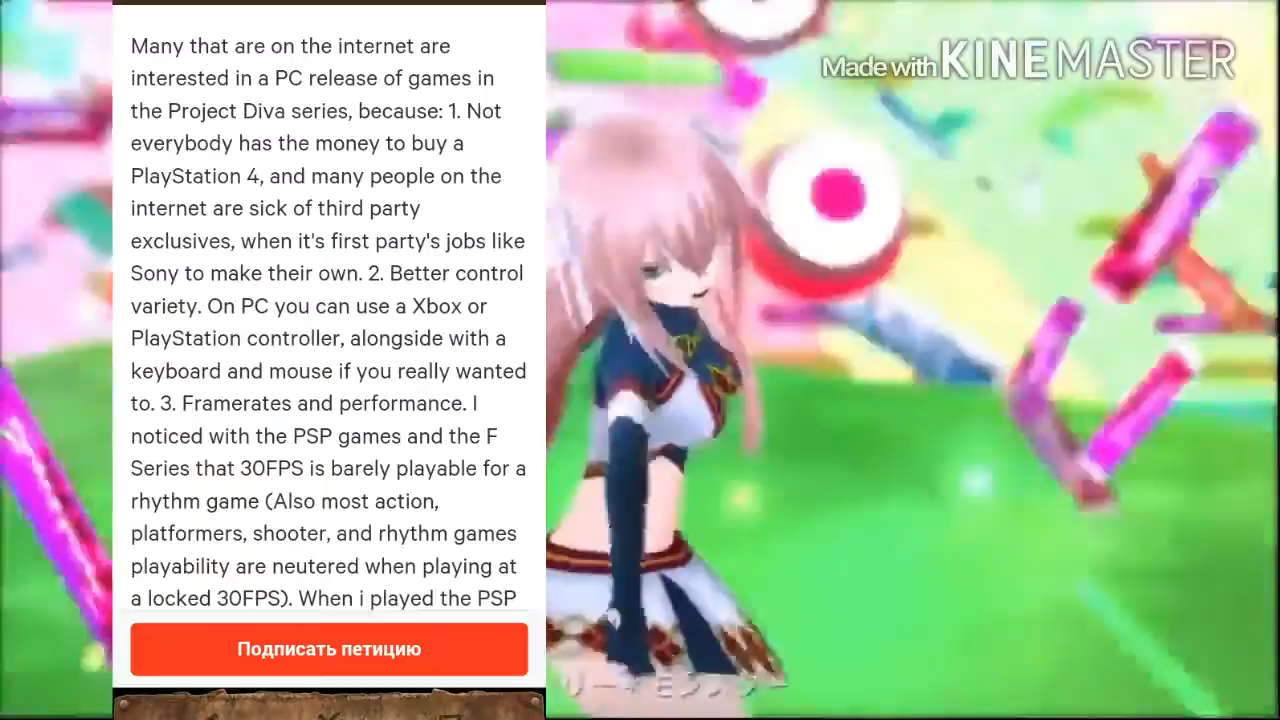 Many that are on the internet are
interested in a PC release of games in
the Project Diva series, because: 1. Not
everybody has the money to buy a
PlayStation 4, and many people on the
internet are sick of third party
exclusives, when it's first party's jobs like
Sony to make their own. 2. Better control
variety. On PC you can use a Xbox or
PlayStation controller, alongside with a
keyboard and mouse if you really wanted
to. 3. Framerates and performance. I
noticed with the PSP games and the F
Series that 30FPS is barely playable for a
rhythm game (Also most action,
platformers, shooter, and rhythm games
playability are neutered when playing at
a locked 30FPS). When i played the PSP
Подписать петицию
Made with KINEMASTER